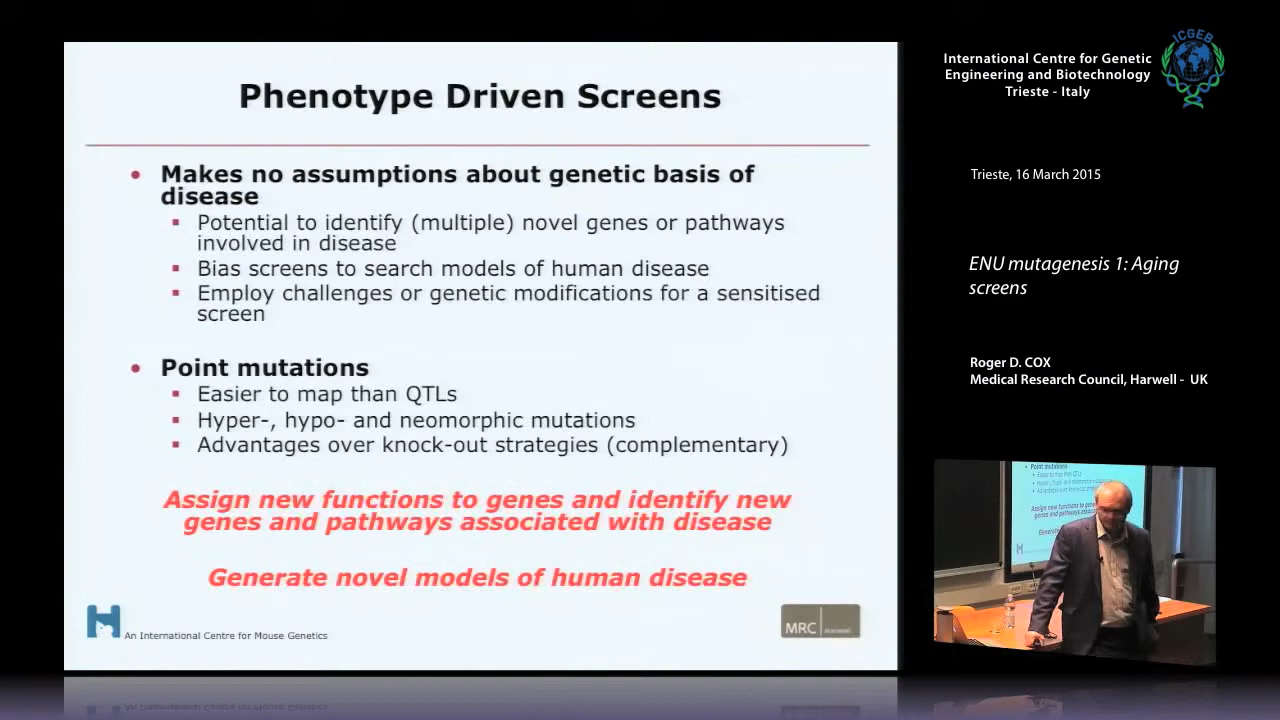 Phenotype Driven Screens
• Makes no assumptions about genetic basis of
disease
▪ Potential to identify (multiple) novel genes or pathways
involved in disease
▪ Bias screens to search models of human disease
▪ Employ challenges or genetic modifications for a sensitised
screen
• Point mutations
▪ Easier to map than QTLs
▪ Hyper-, hypo- and neomorphic mutations
▪ Advantages over knock-out strategies (complementary)
Assign new functions to genes and identify new
genes and pathways associated with disease
Generate novel models of human disease
An International Centre for Mouse Genetics
MRC Harwell
International Centre for Genetic
Engineering and Biotechnology
Trieste - Italy
ICGEB
Trieste, 16 March 2015
ENU mutagenesis 1: Aging
screens
Roger D. COX
Medical Research Council, Harwell - UK
Point mutations